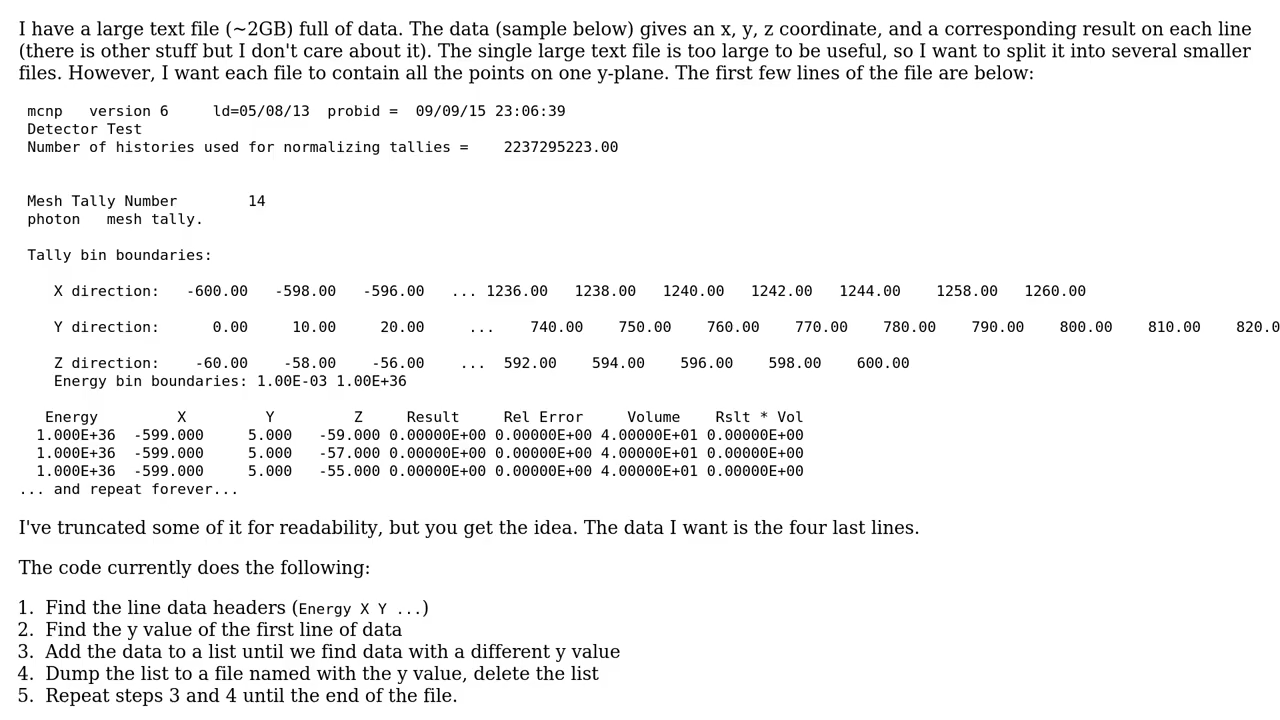 I have a large text file (~2GB) full of data. The data (sample below) gives an x, y, z coordinate, and a corresponding result on each line
(there is other stuff but I don't care about it). The single large text file is too large to be useful, so I want to split it into several smaller
files. However, I want each file to contain all the points on one y-plane. The first few lines of the file are below:
mcnp   version 6     ld=05/08/13  probid =  09/09/15 23:06:39
Detector Test
Number of histories used for normalizing tallies =    2237295223.00
Mesh Tally Number        14
photon   mesh tally.
Tally bin boundaries:
X direction:   -600.00   -598.00   -596.00   ... 1236.00   1238.00   1240.00   1242.00   1244.00    1258.00   1260.00
Y direction:      0.00     10.00     20.00     ...    740.00    750.00    760.00    770.00    780.00    790.00    800.00    810.00    820.0
Z direction:    -60.00    -58.00    -56.00    ...  592.00    594.00    596.00    598.00    600.00
Energy bin boundaries: 1.00E-03 1.00E+36
Energy         X         Y         Z     Result     Rel Error     Volume    Rslt * Vol
1.000E+36  -599.000     5.000   -59.000 0.00000E+00 0.00000E+00 4.00000E+01 0.00000E+00
1.000E+36  -599.000     5.000   -57.000 0.00000E+00 0.00000E+00 4.00000E+01 0.00000E+00
1.000E+36  -599.000     5.000   -55.000 0.00000E+00 0.00000E+00 4.00000E+01 0.00000E+00
... and repeat forever...
I've truncated some of it for readability, but you get the idea. The data I want is the four last lines.
The code currently does the following:
1. Find the line data headers (Energy X Y ...)
2. Find the y value of the first line of data
3. Add the data to a list until we find data with a different y value
4. Dump the list to a file named with the y value, delete the list
5. Repeat steps 3 and 4 until the end of the file.